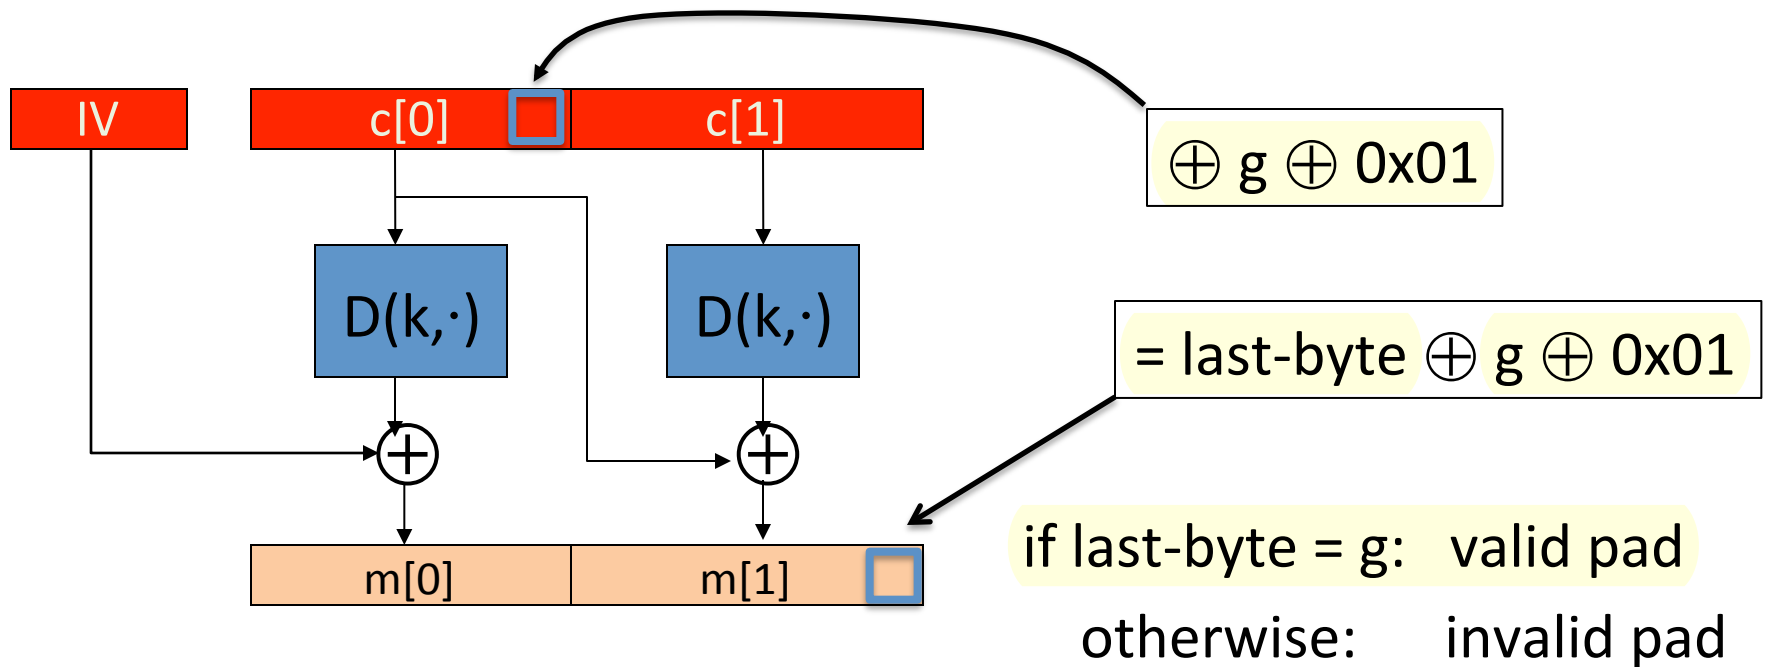 IV
c[0]
c[1]
⊕ g ⊕ 0x01
D(k,·)
D(k,·)
= last-byte ⊕ g ⊕ 0x01
m[0]
m[1]
if last-byte = g: valid pad
otherwise: invalid pad